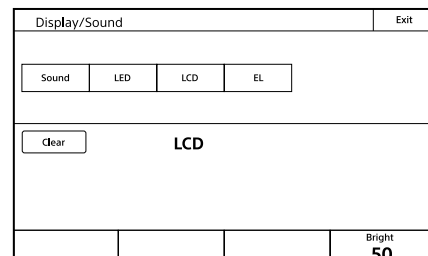 Display/Sound Exit
Sound LED LCD EL
Clear LCD
Bright
50